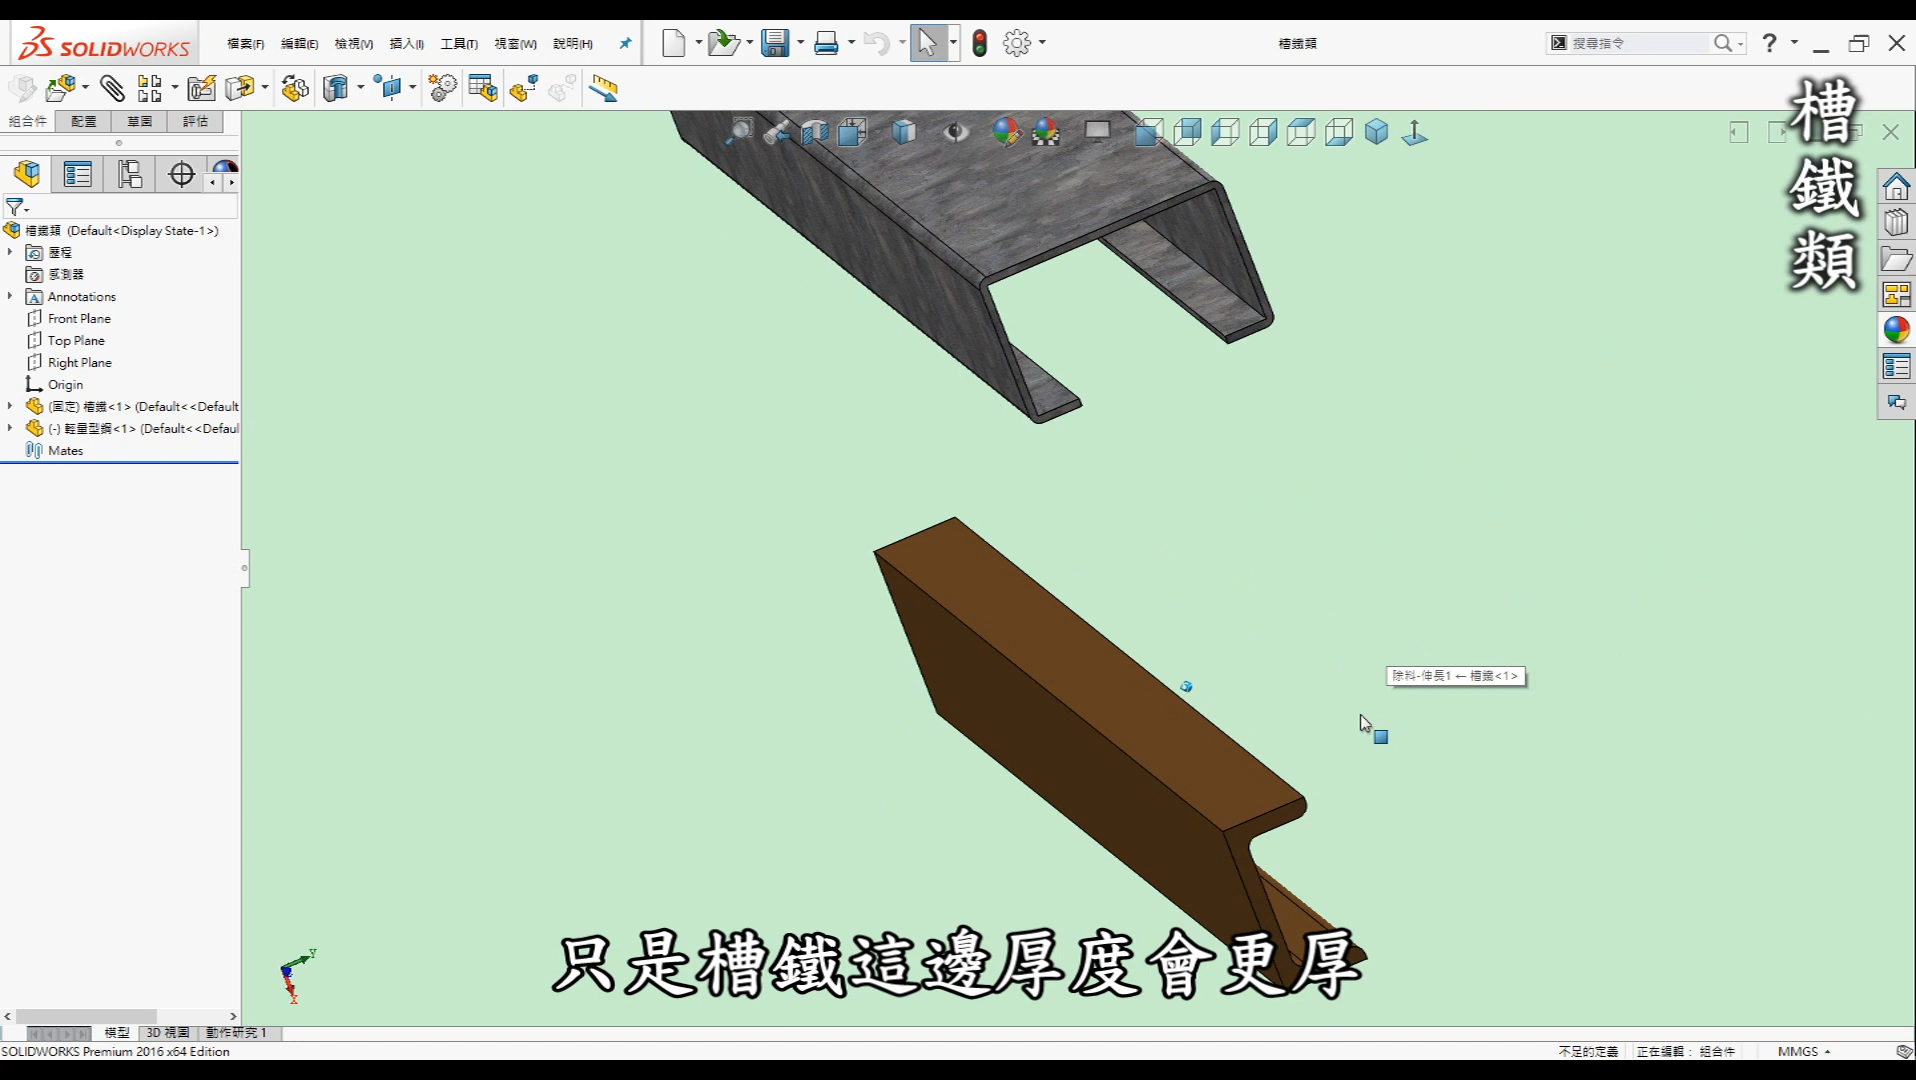 SOLIDWORKS
檔案(F) 編輯(E) 檢視(V) 插入(I) 工具(T) 視窗(W) 說明(H)
槽鐵類
搜尋指令
組合件 配置 草圖 評估
槽鐵類 (Default<Display State-1>)
歷程
感測器
Annotations
Front Plane
Top Plane
Right Plane
Origin
(固定) 槽鐵<1> (Default<<Default
(-) 輕量型鋼<1> (Default<<Defaul
Mates
槽鐵類
除料-伸長1 ← 槽鐵<1>
Y
X
只是槽鐵這邊厚度會更厚
模型 3D 視圖 動作研究 1
SOLIDWORKS Premium 2016 x64 Edition
不足的定義 正在編輯： 組合件 MMGS